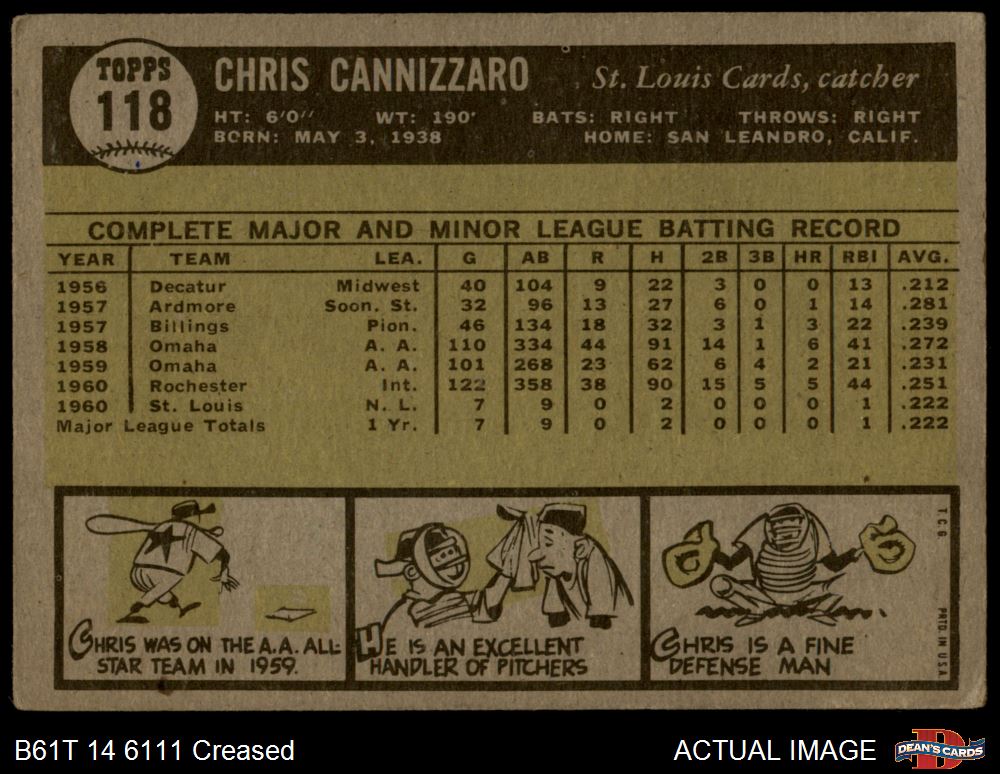 TOPPS
118
CHRIS CANNIZZARO St. Louis Cards, catcher
HT: 6'0" WT: 190' BATS: RIGHT THROWS: RIGHT
BORN: MAY 3, 1938 HOME: SAN LEANDRO, CALIF.
COMPLETE MAJOR AND MINOR LEAGUE BATTING RECORD
YEAR TEAM LEA. G AB R H 2B 3B HR RBI AVG.
1956 Decatur Midwest 40 104 9 22 3 0 0 13 .212
1957 Ardmore Soon. St. 32 96 13 27 6 0 1 14 .281
1957 Billings Pion. 46 134 18 32 3 1 3 22 .239
1958 Omaha A. A. 110 334 44 91 14 1 6 41 .272
1959 Omaha A. A. 101 268 23 62 6 4 2 21 .231
1960 Rochester Int. 122 358 38 90 15 5 5 44 .251
1960 St. Louis N. L. 7 9 0 2 0 0 0 1 .222
Major League Totals 1 Yr. 7 9 0 2 0 0 0 1 .222
CHRIS WAS ON THE A.A. ALL-
STAR TEAM IN 1959.
HE IS AN EXCELLENT
HANDLER OF PITCHERS
CHRIS IS A FINE
DEFENSE MAN
T.C.G.
PRTD. IN U.S.A.
B61T 14 6111 Creased
ACTUAL IMAGE
D
DEAN'S CARDS